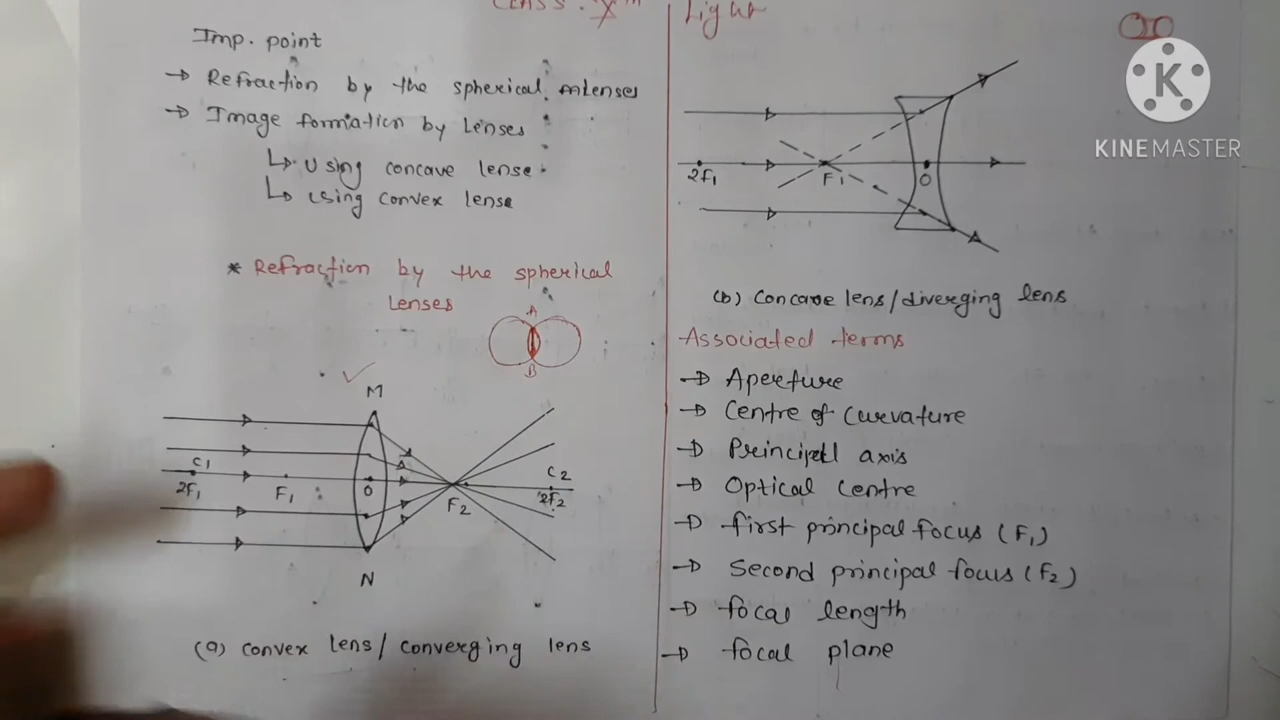 CLASS. Xth
Light
Imp. point
→ Refraction by the spherical lenses
→ Image formation by Lenses
↳ Using concave lense
↳ Using convex lense
* Refraction by the spherical
Lenses
A
B
M
C1
2F1
F1
O
F2
C2
2F2
N
(a) convex lens/converging lens
2F1
F1
O
(b) Concave lens/diverging lens
Associated terms
→ Aperture
→ Centre of Curvature
→ Principal axis
→ Optical centre
→ first principal focus (F1)
→ Second principal focus (F2)
→ focal length
→ focal plane
K
KINEMASTER